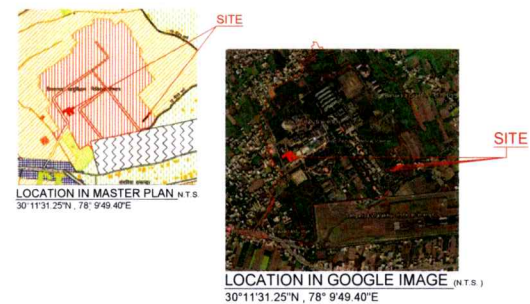 SITE
LOCATION IN MASTER PLAN N.T.S
30°11'31.25"N , 78° 9'49.40"E
SITE
LOCATION IN GOOGLE IMAGE (N.T.S.)
30°11'31.25"N , 78° 9'49.40"E